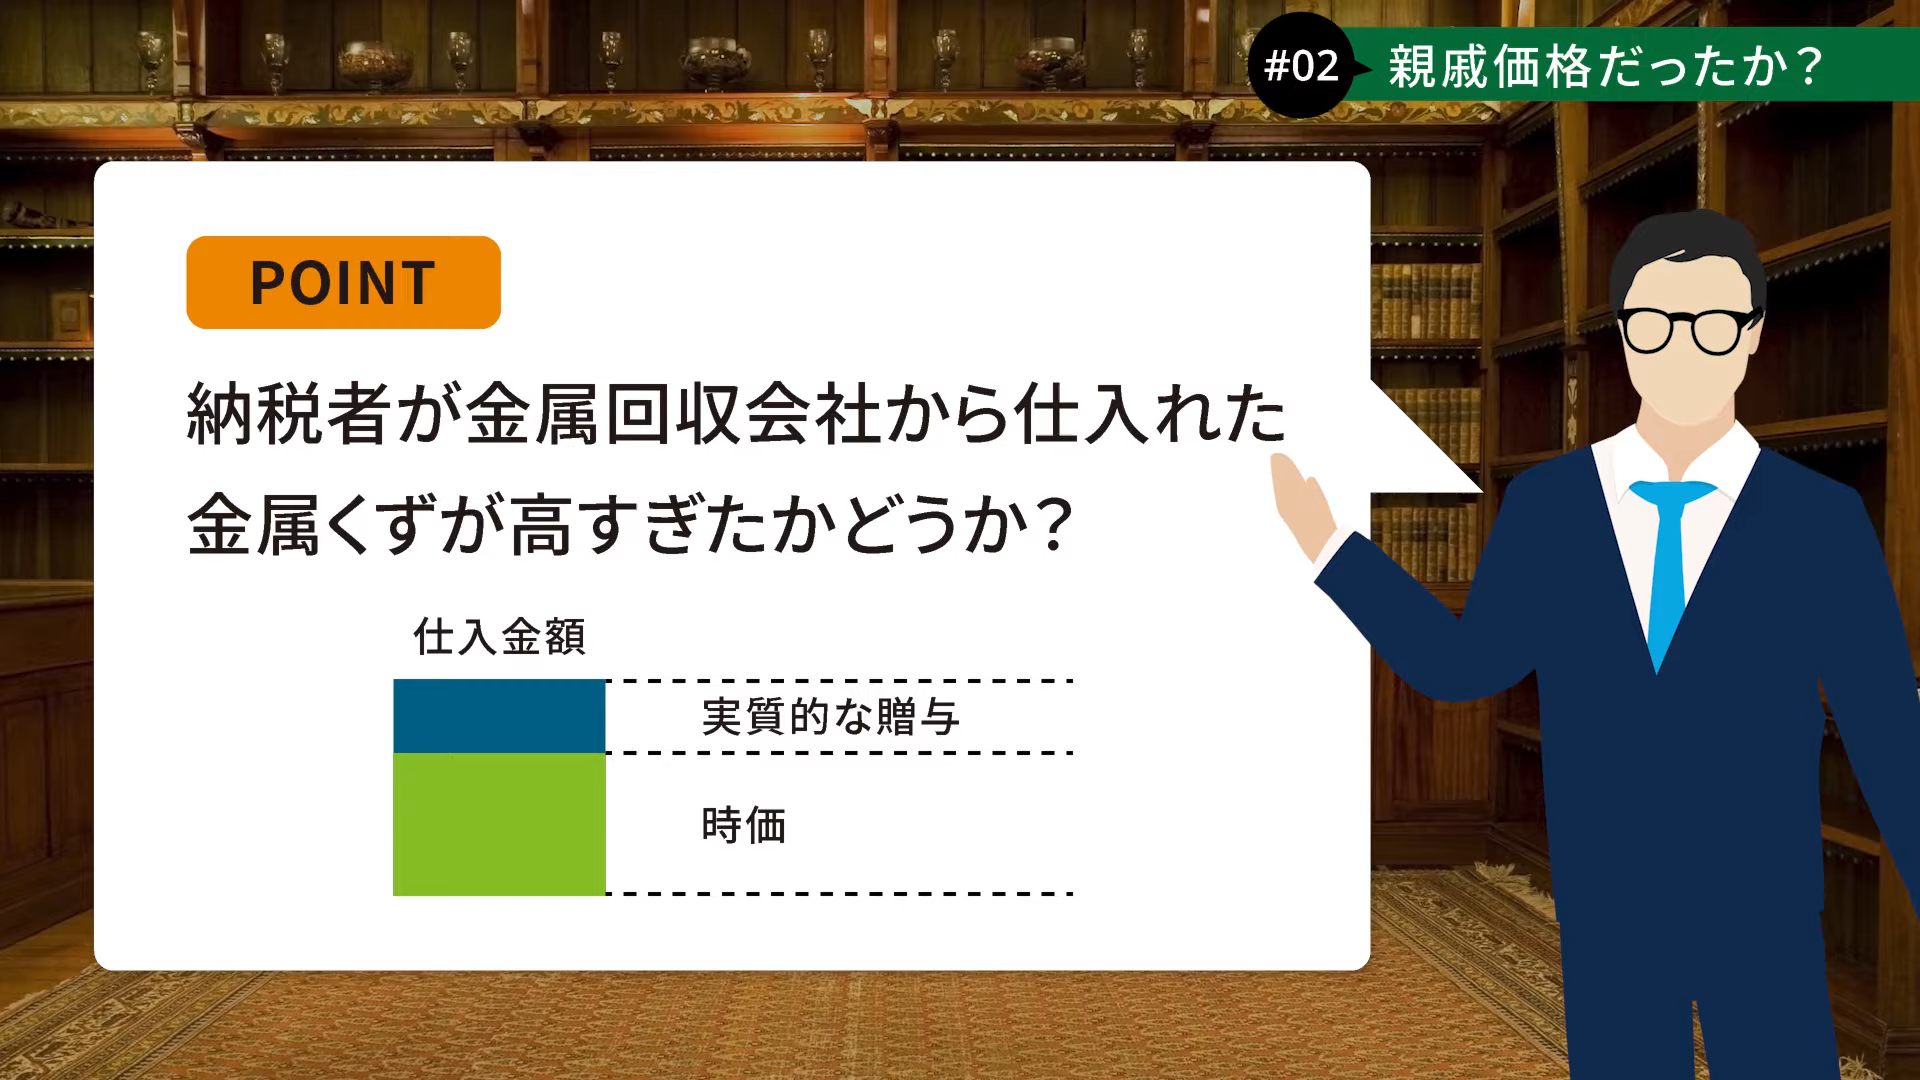 #02
親戚価格だったか？
POINT
納税者が金属回収会社から仕入れた
金属くずが高すぎたかどうか？
仕入金額
実質的な贈与
時価